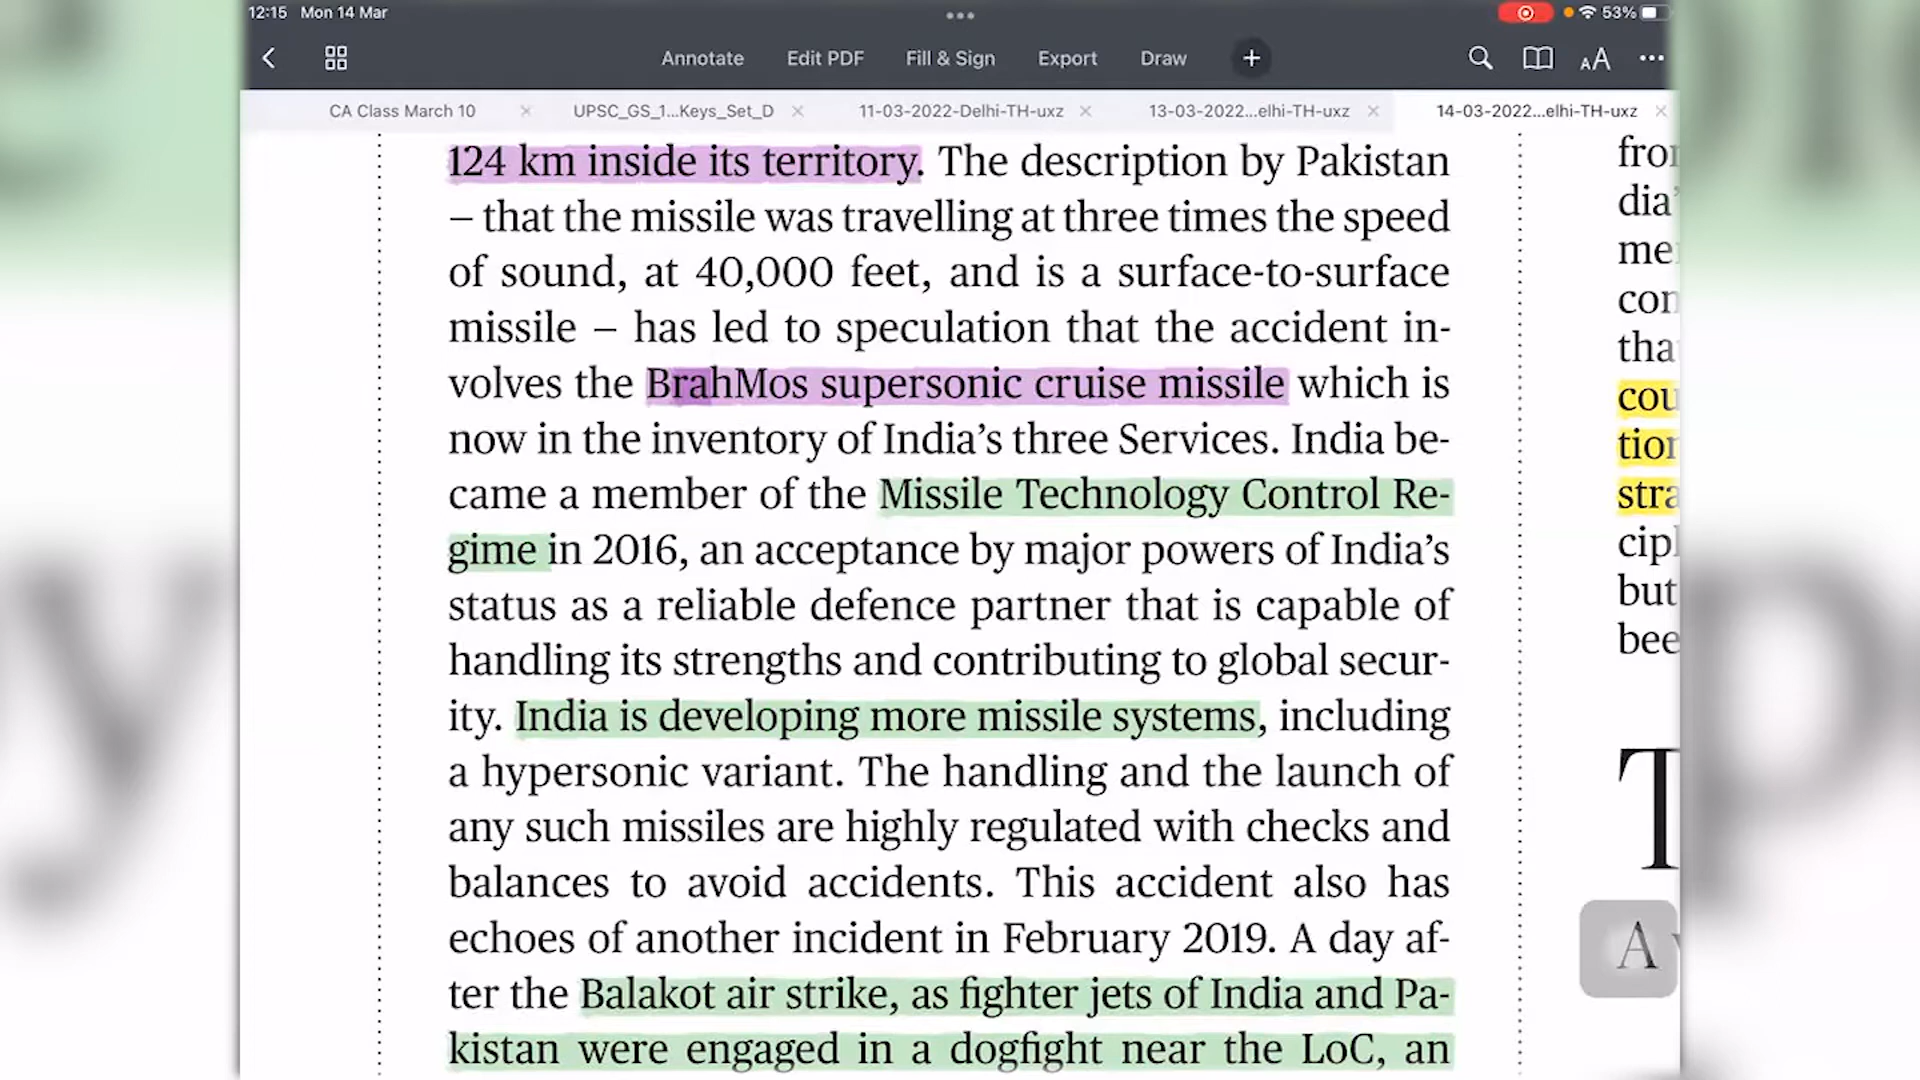 12:15 Mon 14 Mar
53%
Annotate Edit PDF Fill & Sign Export Draw
AA
CA Class March 10
UPSC_GS_1...Keys_Set_D
11-03-2022-Delhi-TH-uxz
13-03-2022...elhi-TH-uxz
14-03-2022...elhi-TH-uxz
124 km inside its territory. The description by Pakistan
– that the missile was travelling at three times the speed
of sound, at 40,000 feet, and is a surface-to-surface
missile – has led to speculation that the accident in-
volves the BrahMos supersonic cruise missile which is
now in the inventory of India’s three Services. India be-
came a member of the Missile Technology Control Re-
gime in 2016, an acceptance by major powers of India’s
status as a reliable defence partner that is capable of
handling its strengths and contributing to global secur-
ity. India is developing more missile systems, including
a hypersonic variant. The handling and the launch of
any such missiles are highly regulated with checks and
balances to avoid accidents. This accident also has
echoes of another incident in February 2019. A day af-
ter the Balakot air strike, as fighter jets of India and Pa-
kistan were engaged in a dogfight near the LoC, an
dia’
con
tha
cou
stra
cipl
but
bee
T
A